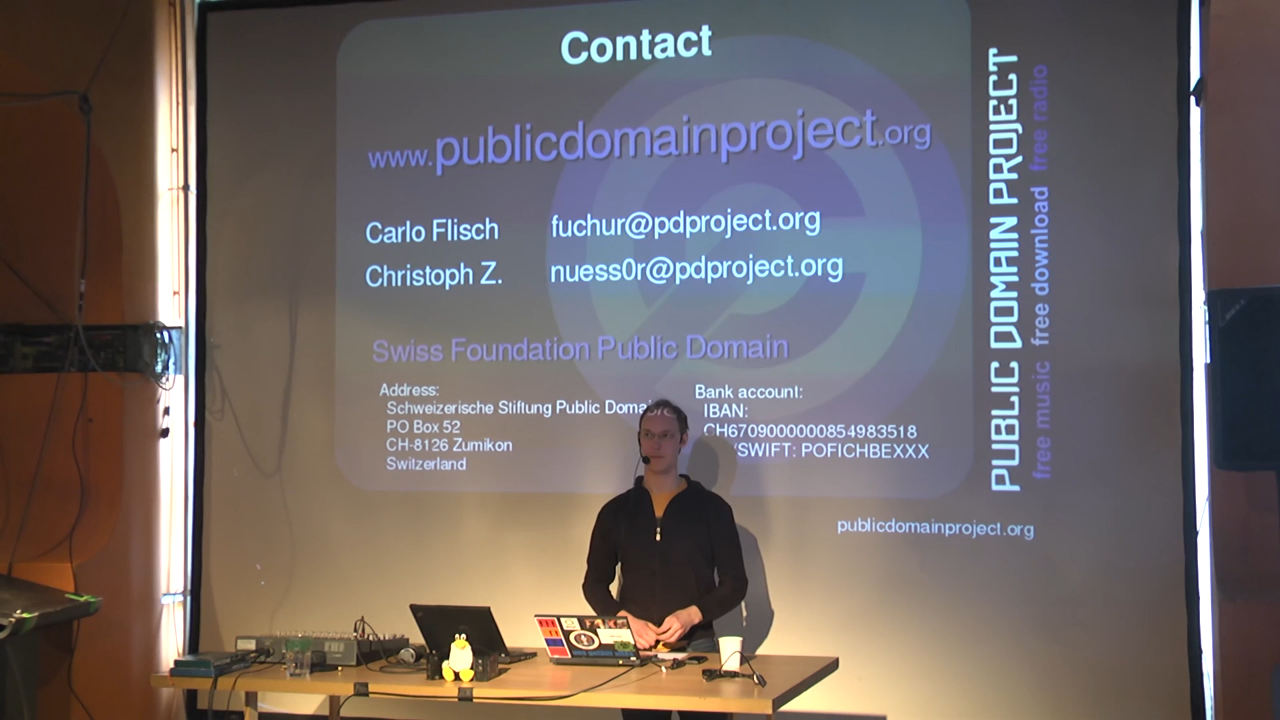 Contact
www.publicdomainproject.org
Carlo Flisch fuchur@pdproject.org
Christoph Z. nuess0r@pdproject.org
Swiss Foundation Public Domain
Address:
Schweizerische Stiftung Public
PO Box 52
CH-8126 Zumikon
Switzerland
Bank account:
IBAN:
CH6709000000854983518
/SWIFT: POFICHBEXXX
PUBLIC DOMAIN PROJECT
free music free download free radio
publicdomainproject.org